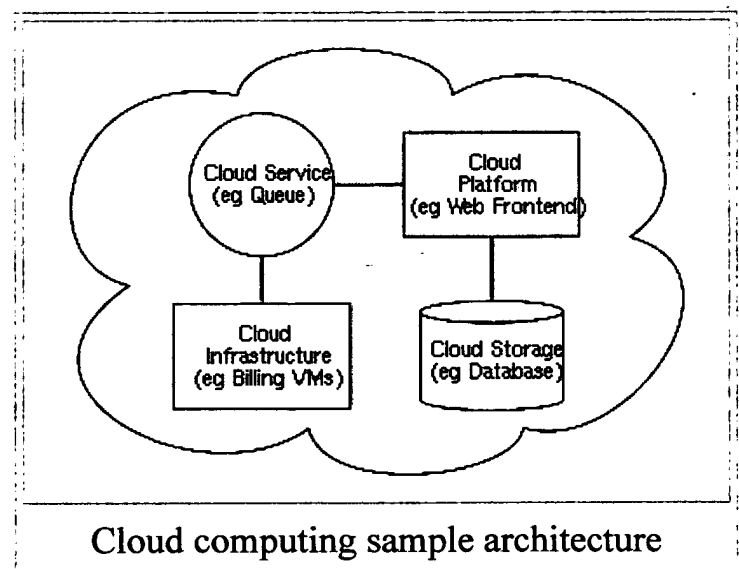 Cloud Service
(eg Queue)
Cloud
Platform
(eg Web Frontend)
Cloud
Infrastructure
(eg Billing VMs)
Cloud Storage
(eg Database)
Cloud computing sample architecture